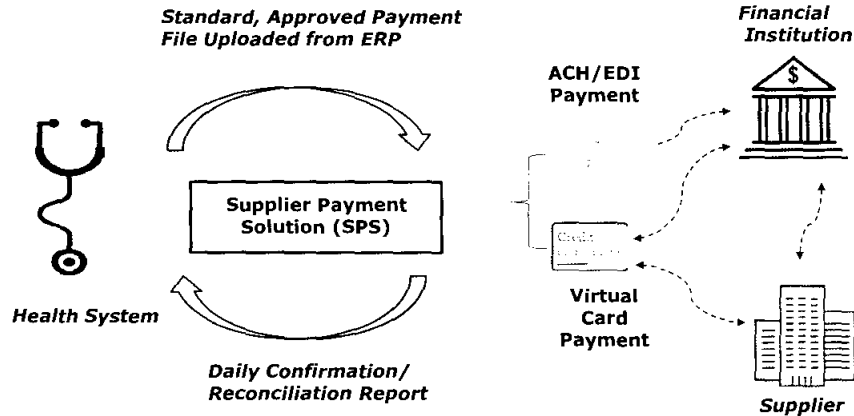 Standard, Approved Payment
File Uploaded from ERP
Financial
Institution
$
ACH/EDI
Payment
Supplier Payment
Solution (SPS)
Credit
Health System
Virtual
Card
Payment
Daily Confirmation/
Reconciliation Report
Supplier